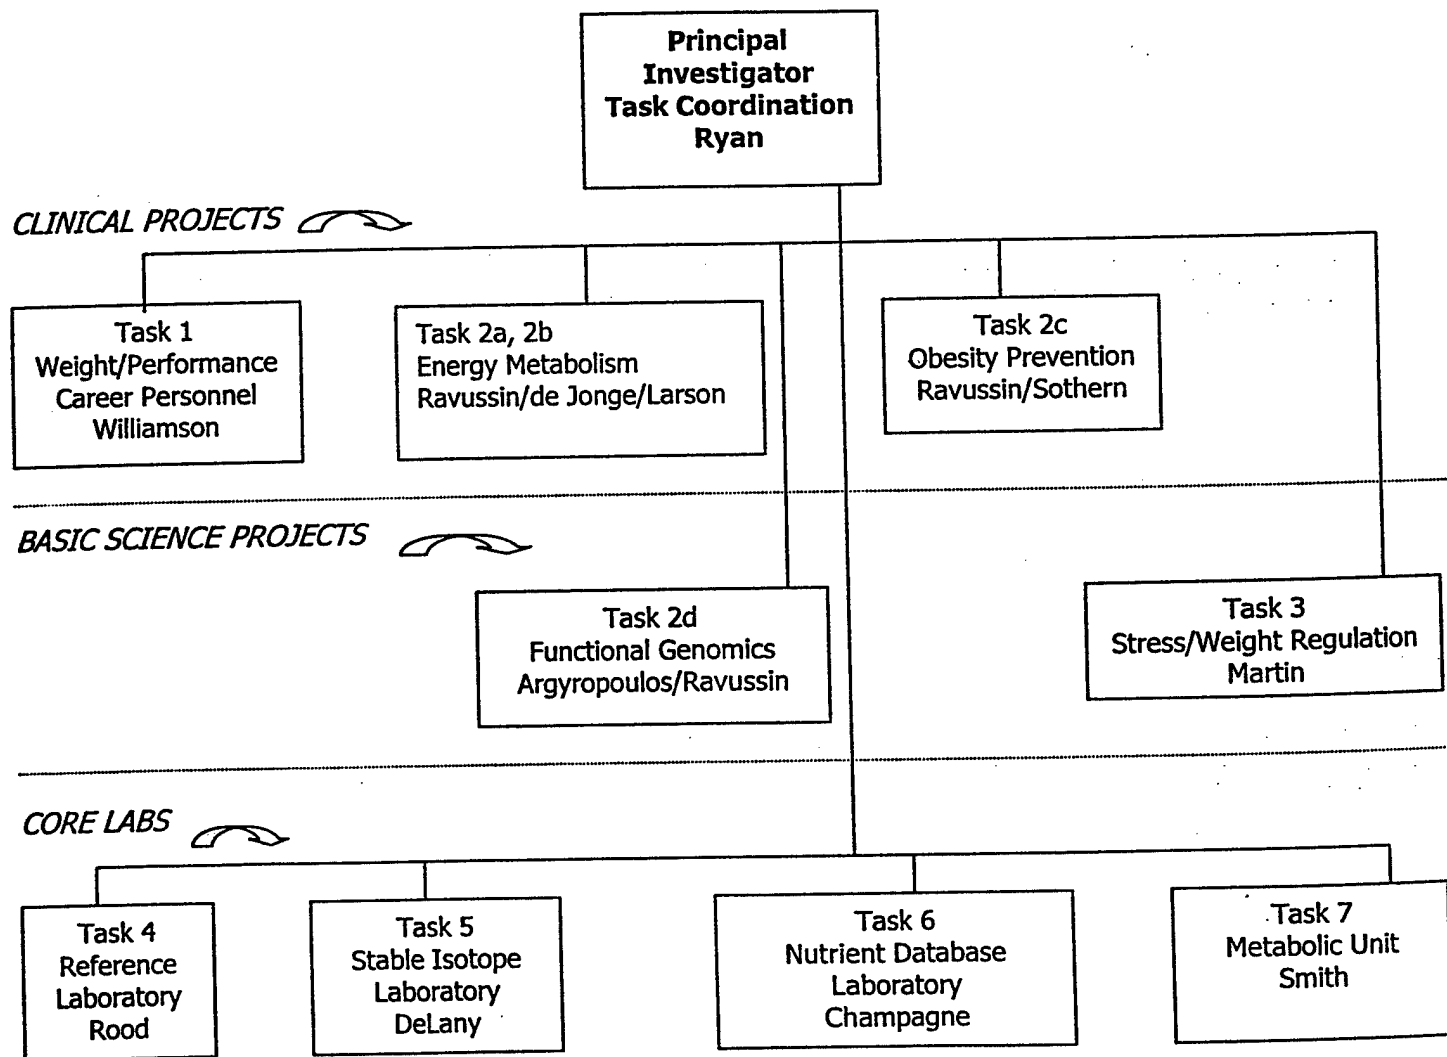 Principal
Investigator
Task Coordination
Ryan
CLINICAL PROJECTS
Task 1
Weight/Performance
Career Personnel
Williamson
Task 2a, 2b
Energy Metabolism
Ravussin/de Jonge/Larson
Task 2c
Obesity Prevention
Ravussin/Sothern
BASIC SCIENCE PROJECTS
Task 2d
Functional Genomics
Argyropoulos/Ravussin
Task 3
Stress/Weight Regulation
Martin
CORE LABS
Task 4
Reference
Laboratory
Rood
Task 5
Stable Isotope
Laboratory
DeLany
Task 6
Nutrient Database
Laboratory
Champagne
Task 7
Metabolic Unit
Smith